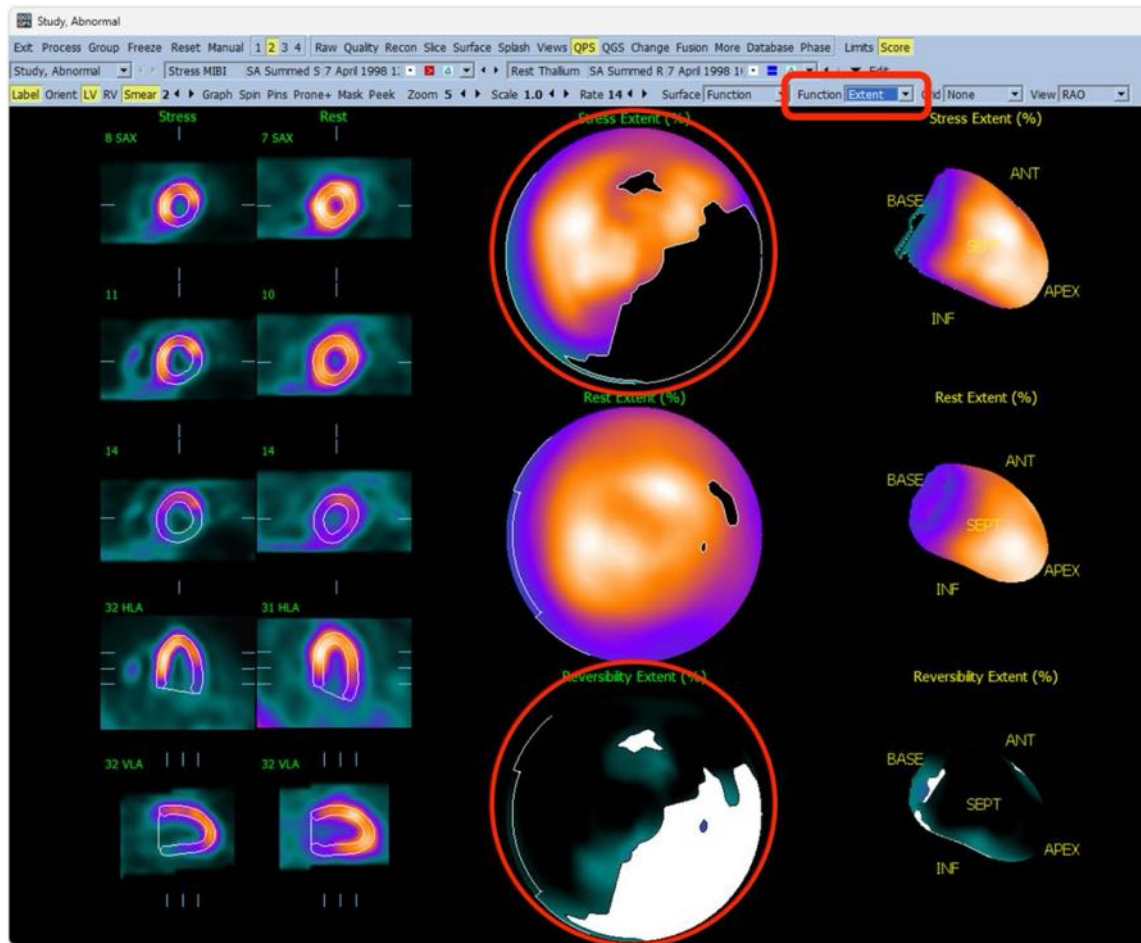 Study, Abnormal
Exit Process Group Freeze Reset Manual 1 2 3 4 Raw Quality Recon Slice Surface Splash Views QPS QGS Change Fusion More Database Phase Limits Score
Study, Abnormal Stress MIBI SA Summed S 7 April 1998 1 Rest Thallium SA Summed R 7 April 1998 1 Edit
Label Orient LV RV Smear 2 Graph Spin Pins Prone+ Mask Peek Zoom 5 Scale 1.0 Rate 14 Surface Function Function Extent None View RAO
Stress Rest Stress Extent (%) Stress Extent (%)
8 SAX 7 SAX
ANT
BASE
SEPT
APEX
INF
11 10
Rest Extent (%) Rest Extent (%)
14 14
ANT
BASE
SEPT
APEX
INF
32 HLA 31 HLA
Reversibility Extent (%) Reversibility Extent (%)
32 VLA 32 VLA
ANT
BASE
SEPT
APEX
INF